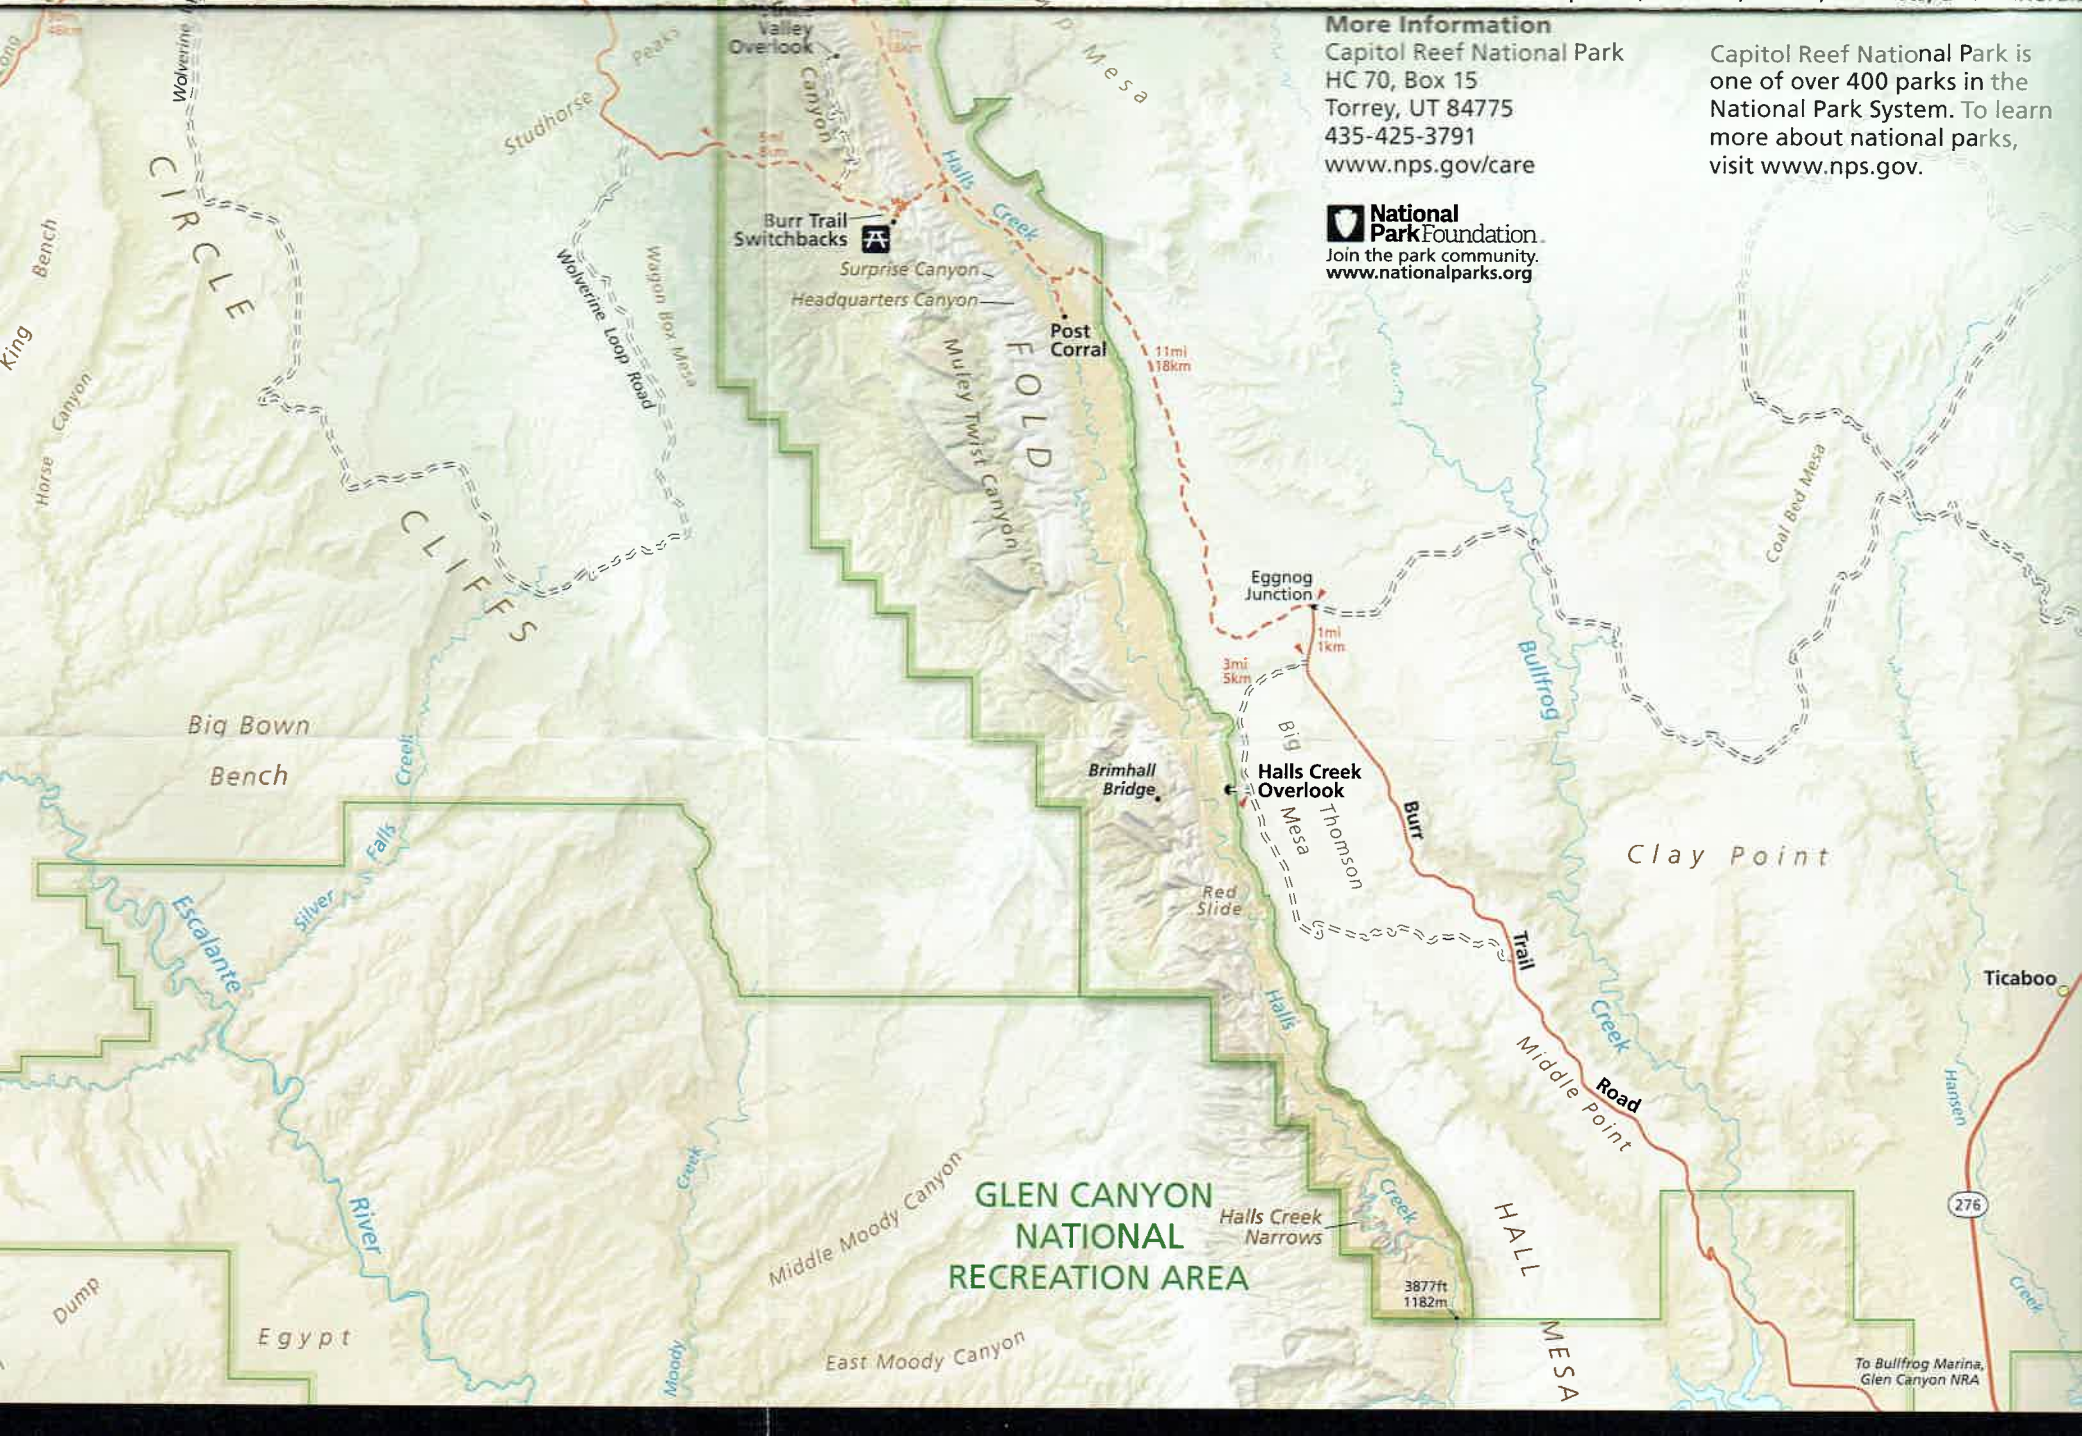 More Information
Capitol Reef National Park
HC 70, Box 15
Torrey, UT 84775
435-425-3791
www.nps.gov/care
National
Park Foundation
Join the park community.
www.nationalparks.org
Capitol Reef National Park is
one of over 400 parks in the
National Park System. To learn
more about national parks,
visit www.nps.gov.
Wolverine
Valley
Overlook
Canyon
Peaks
Studhorse
Mesa
5mi
8km
CIRCLE
CLIFFS
King
Bench
Horse Canyon
Wolverine Loop Road
Wagon Box Mesa
Burr Trail
Switchbacks
Surprise Canyon
Headquarters Canyon
Halls
Creek
Post
Corral
FOLD
Muley Twist Canyon
11mi
18km
Eggnog
Junction
1mi
1km
3mi
5km
Coal Bed Mesa
Bullfrog
Creek
Big Bown
Bench
Silver
Falls
Creek
Escalante
River
Brimhall
Bridge
Halls Creek
Overlook
Big
Thomson
Mesa
Red
Slide
Burr
Trail
Road
Clay Point
Ticaboo
Halls
Creek
Middle Point
Hansen
Creek
276
GLEN CANYON
NATIONAL
RECREATION AREA
Middle Moody Canyon
East Moody Canyon
Moody
Creek
Halls Creek
Narrows
3877ft
1182m
HALL
MESA
Dump
Egypt
To Bullfrog Marina,
Glen Canyon NRA